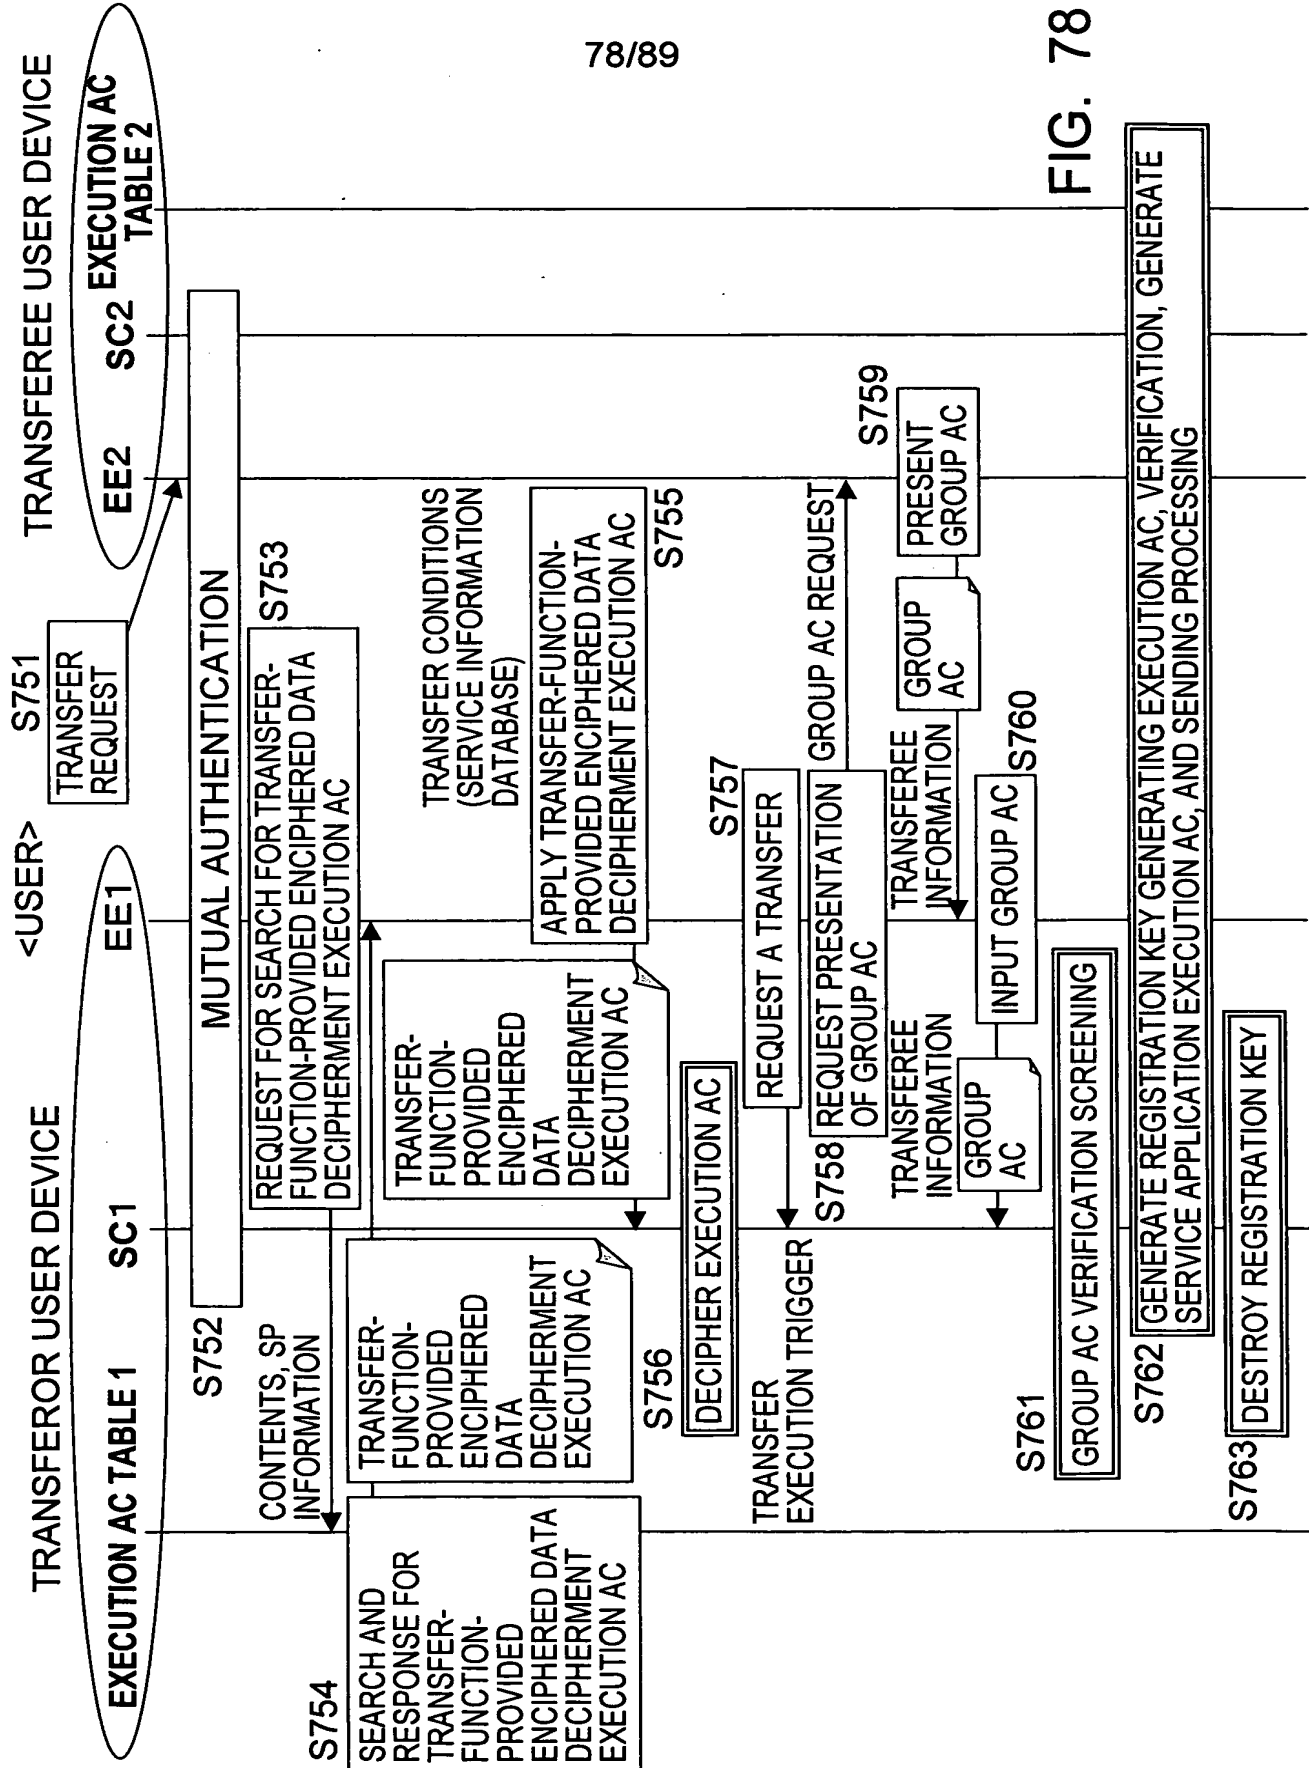 78/89
TRANSFEROR USER DEVICE
<USER>
TRANSFEREE USER DEVICE
EXECUTION AC TABLE 1
SC1
EE1
EE2
SC2
EXECUTION AC
TABLE 2
S751
TRANSFER
REQUEST
S752
MUTUAL AUTHENTICATION
S753
REQUEST FOR SEARCH FOR TRANSFER-
FUNCTION-PROVIDED ENCIPHERED DATA
DECIPHERMENT EXECUTION AC
CONTENTS, SP
INFORMATION
S754
SEARCH AND
RESPONSE FOR
TRANSFER-
FUNCTION-
PROVIDED
ENCIPHERED DATA
DECIPHERMENT
EXECUTION AC
TRANSFER-
FUNCTION-
PROVIDED
ENCIPHERED
DATA
DECIPHERMENT
EXECUTION AC
TRANSFER-
FUNCTION-
PROVIDED
ENCIPHERED
DATA
DECIPHERMENT
EXECUTION AC
TRANSFER CONDITIONS
(SERVICE INFORMATION
DATABASE)
APPLY TRANSFER-FUNCTION-
PROVIDED ENCIPHERED DATA
DECIPHERMENT EXECUTION AC
S755
S756
DECIPHER EXECUTION AC
S757
REQUEST A TRANSFER
TRANSFER
EXECUTION TRIGGER
S758
REQUEST PRESENTATION
OF GROUP AC
GROUP AC REQUEST
S759
PRESENT
GROUP AC
GROUP
AC
TRANSFEREE
INFORMATION
S760
INPUT GROUP AC
TRANSFEREE
INFORMATION
GROUP
AC
S761
GROUP AC VERIFICATION SCREENING
S762
GENERATE REGISTRATION KEY GENERATING EXECUTION AC, VERIFICATION, GENERATE
SERVICE APPLICATION EXECUTION AC, AND SENDING PROCESSING
S763
DESTROY REGISTRATION KEY
FIG. 78